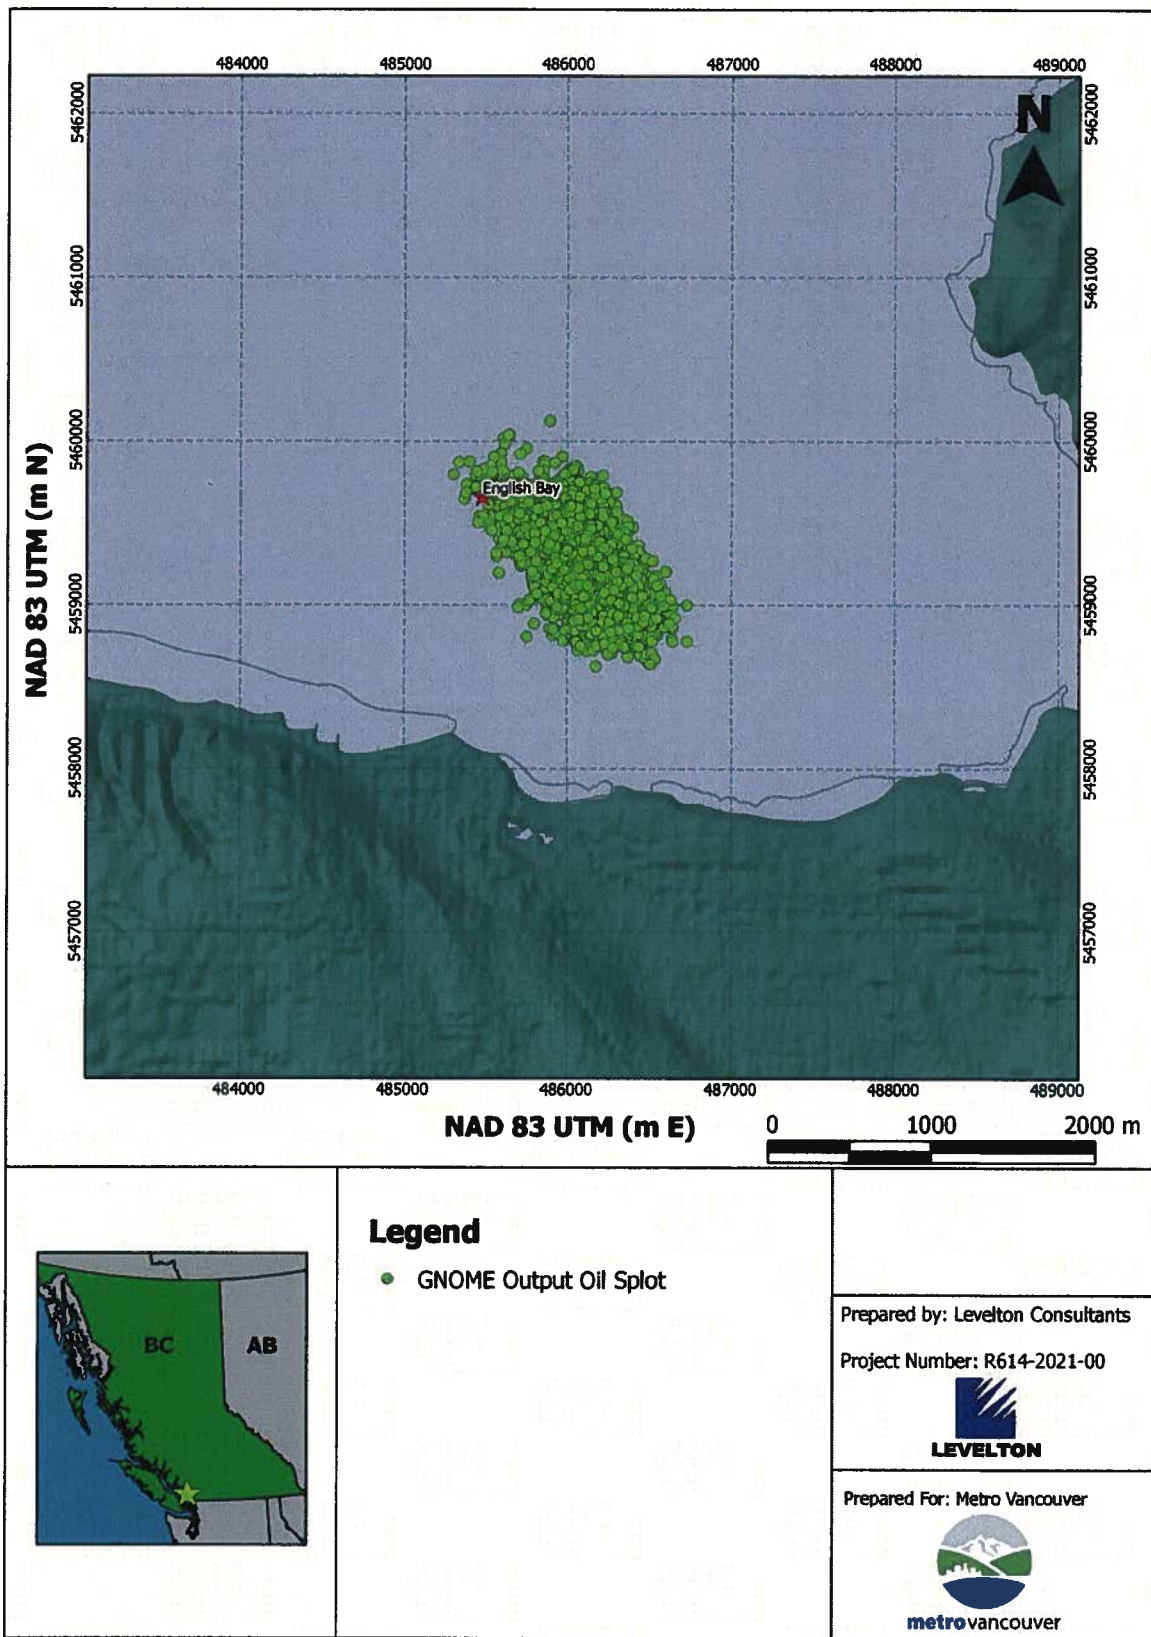 484000 485000 486000 487000 488000 489000
5462000 5462000
N
5461000 5461000
5460000 5460000
English Bay
NAD 83 UTM (m N)
5459000 5459000
5458000 5458000
5457000 5457000
484000 485000 486000 487000 488000 489000
NAD 83 UTM (m E)
0 1000 2000 m
Legend
GNOME Output Oil Splot
BC AB
Prepared by: Levelton Consultants
Project Number: R614-2021-00
LEVELTON
Prepared For: Metro Vancouver
metrovancouver